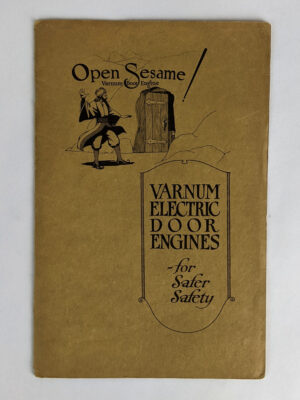 Open Sesame!
Varnum Door Engine
VARNUM
ELECTRIC
DOOR
ENGINES
-for
Safer
Safety